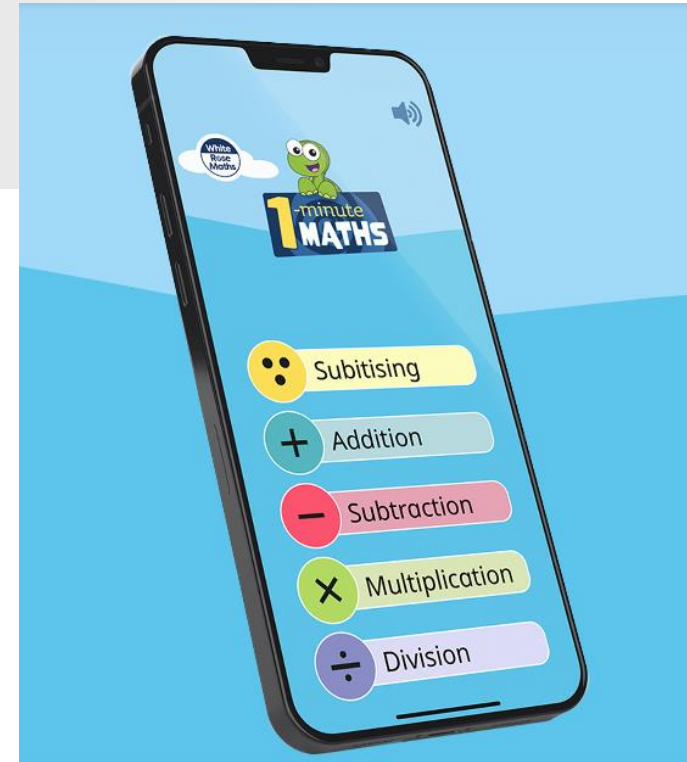 White
Rose
Maths
1-minute
MATHS
Subitising
+ Addition
− Subtraction
× Multiplication
÷ Division